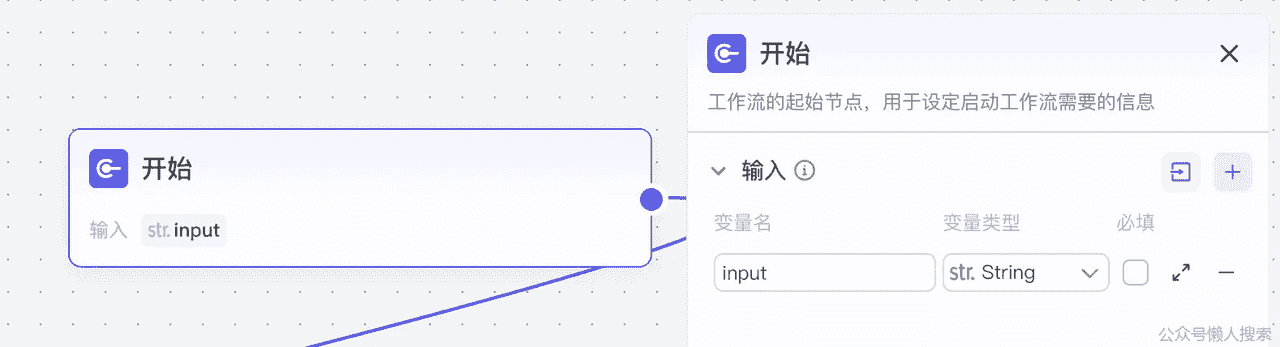 开始
输入 str. input
开始
工作流的起始节点，用于设定启动工作流需要的信息
输入
变量名 变量类型 必填
input str. String
公众号懒人搜索